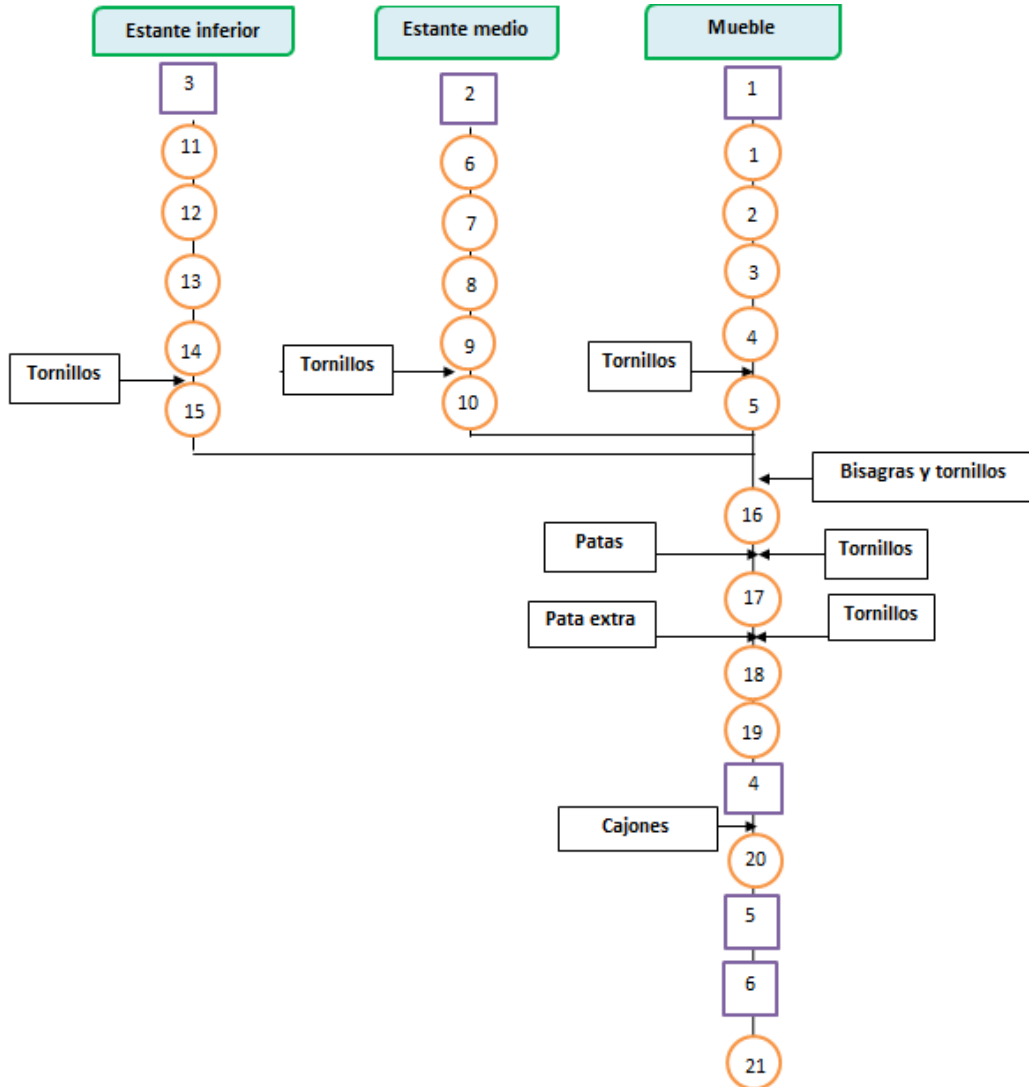 Estante inferior
Estante medio
Mueble
3
2
1
11
6
1
12
7
2
13
8
3
14
9
4
Tornillos
Tornillos
Tornillos
15
10
5
Bisagras y tornillos
16
Patas
Tornillos
17
Pata extra
Tornillos
18
19
4
Cajones
20
5
6
21